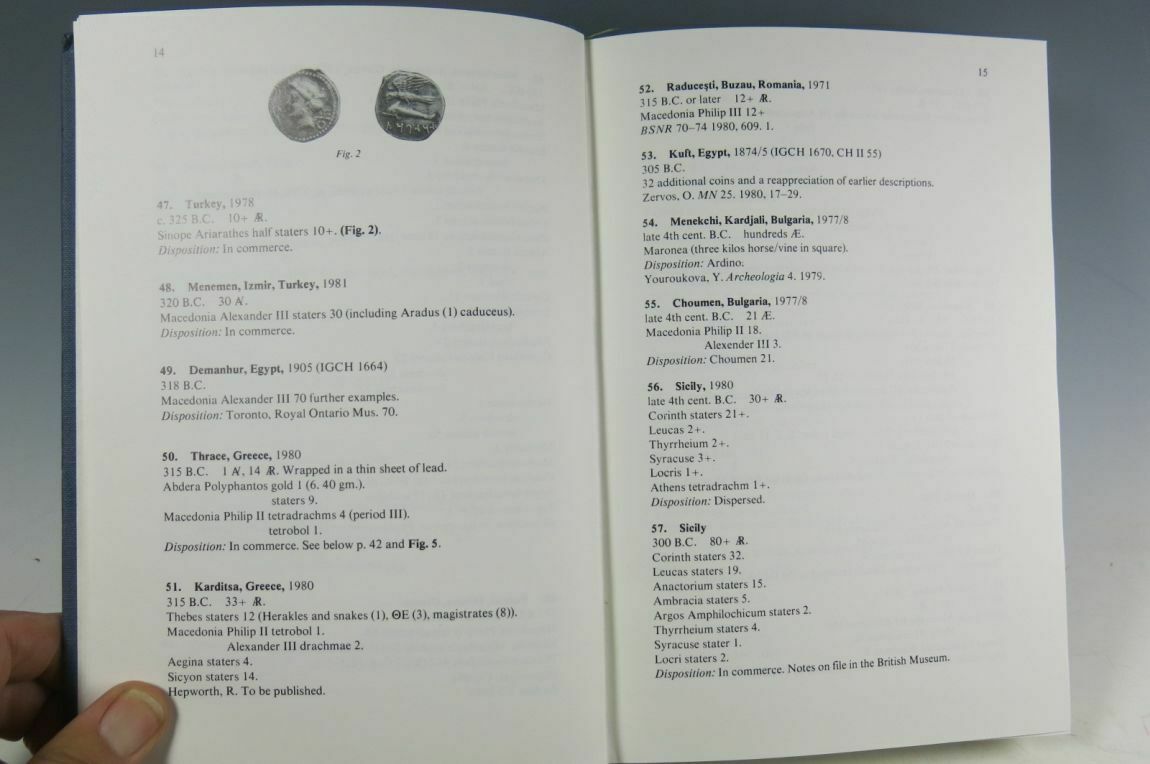 14
Fig. 2
47. Turkey, 1978
c. 325 B.C. 10+ AR.
Sinope Ariarathes half staters 10+. (Fig. 2).
Disposition: In commerce.
48. Menemen, Izmir, Turkey, 1981
320 B.C. 30 A/.
Macedonia Alexander III staters 30 (including Aradus (1) caduceus).
Disposition: In commerce.
49. Demanhur, Egypt, 1905 (IGCH 1664)
318 B.C.
Macedonia Alexander III 70 further examples.
Disposition: Toronto, Royal Ontario Mus. 70.
50. Thrace, Greece, 1980
315 B.C. 1 A/, 14 AR. Wrapped in a thin sheet of lead.
Abdera Polyphantos gold 1 (6. 40 gm.).
staters 9.
Macedonia Philip II tetradrachms 4 (period III).
tetrobol 1.
Disposition: In commerce. See below p. 42 and Fig. 5.
51. Karditsa, Greece, 1980
315 B.C. 33+ AR.
Thebes staters 12 (Herakles and snakes (1), ΘΕ (3), magistrates (8)).
Macedonia Philip II tetrobol 1.
Alexander III drachmae 2.
Aegina staters 4.
Sicyon staters 14.
Hepworth, R. To be published.
15
52. Raduceşti, Buzau, Romania, 1971
315 B.C. or later 12+ AR.
Macedonia Philip III 12+
BSNR 70–74 1980, 609. 1.
53. Kuft, Egypt, 1874/5 (IGCH 1670, CH II 55)
305 B.C.
32 additional coins and a reappreciation of earlier descriptions.
Zervos, O. MN 25. 1980, 17–29.
54. Menekchi, Kardjali, Bulgaria, 1977/8
late 4th cent. B.C. hundreds Æ.
Maronea (three kilos horse/vine in square).
Disposition: Ardino.
Youroukova, Y. Archeologia 4. 1979.
55. Choumen, Bulgaria, 1977/8
late 4th cent. B.C. 21 Æ.
Macedonia Philip II 18.
Alexender III 3.
Disposition: Choumen 21.
56. Sicily, 1980
late 4th cent. B.C. 30+ AR.
Corinth staters 21+.
Leucas 2+.
Thyrrheium 2+.
Syracuse 3+.
Locris 1+.
Athens tetradrachm 1+.
Disposition: Dispersed.
57. Sicily
300 B.C. 80+ AR.
Corinth staters 32.
Leucas staters 19.
Anactorium staters 15.
Ambracia staters 5.
Argos Amphilochicum staters 2.
Thyrrheium staters 4.
Syracuse stater 1.
Locri staters 2.
Disposition: In commerce. Notes on file in the British Museum.